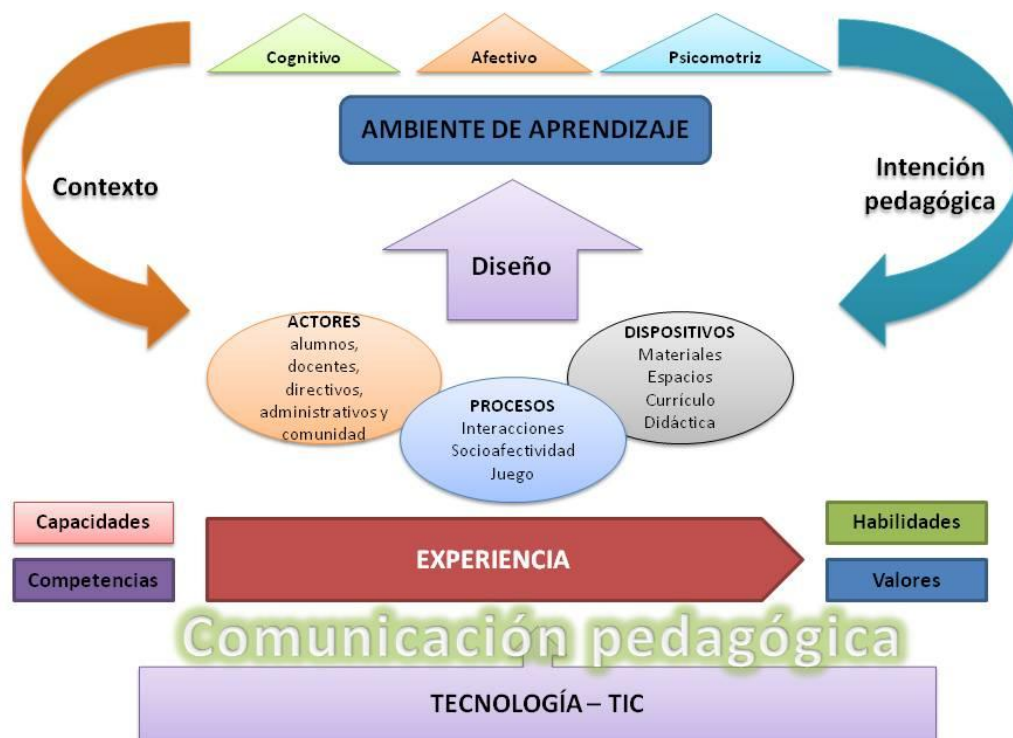 Cognitivo
Afectivo
Psicomotriz
AMBIENTE DE APRENDIZAJE
Contexto
Intención
pedagógica
Diseño
ACTORES
alumnos,
docentes,
directivos,
administrativos y
comunidad
PROCESOS
Interacciones
Socioafectividad
Juego
DISPOSITIVOS
Materiales
Espacios
Currículo
Didáctica
Capacidades
Competencias
EXPERIENCIA
Habilidades
Valores
Comunicación pedagógica
TECNOLOGÍA – TIC